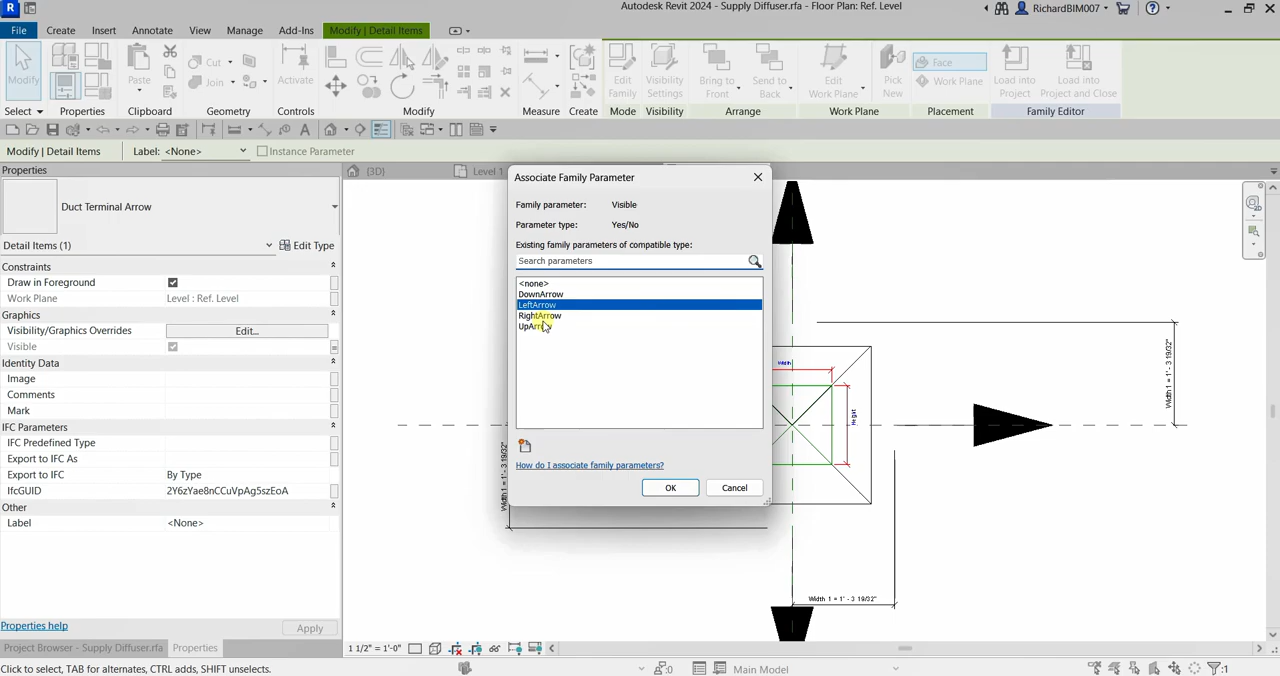 R
Autodesk Revit 2024 - Supply Diffuser.rfa - Floor Plan: Ref. Level
RichardBIM007
File Create Insert Annotate View Manage Add-Ins Modify | Detail Items
Modify
Paste
Cut
Join
Activate
Edit Family
Visibility Settings
Bring to Front
Send to Back
Edit Work Plane
Pick New
Face
Work Plane
Load into Project
Load into Project and Close
Select Properties Clipboard Geometry Controls Modify Measure Create Mode Visibility Arrange Work Plane Placement Family Editor
Modify | Detail Items Label: <None> Instance Parameter
Properties
{3D}
Level 1
Duct Terminal Arrow
Detail Items (1) Edit Type
Constraints
Draw in Foreground
Work Plane Level : Ref. Level
Graphics
Visibility/Graphics Overrides Edit...
Visible
Identity Data
Image
Comments
Mark
IFC Parameters
IFC Predefined Type
Export to IFC As
Export to IFC By Type
IfcGUID 2Y6zYae8nCCuVpAg5szEoA
Other
Label <None>
Properties help Apply
Project Browser - Supply Diffuser.rfa Properties
Associate Family Parameter
Family parameter: Visible
Parameter type: Yes/No
Existing family parameters of compatible type:
Search parameters
<none>
DownArrow
LeftArrow
RightArrow
UpArrow
How do I associate family parameters?
OK Cancel
Height
Width 1 = 1' - 3 19/32"
Width 1 = 1' - 3 19/32"
Width 1 = 1' - 3 19/32"
1 1/2" = 1'-0"
Click to select, TAB for alternates, CTRL adds, SHIFT unselects.
:0
Main Model
:1